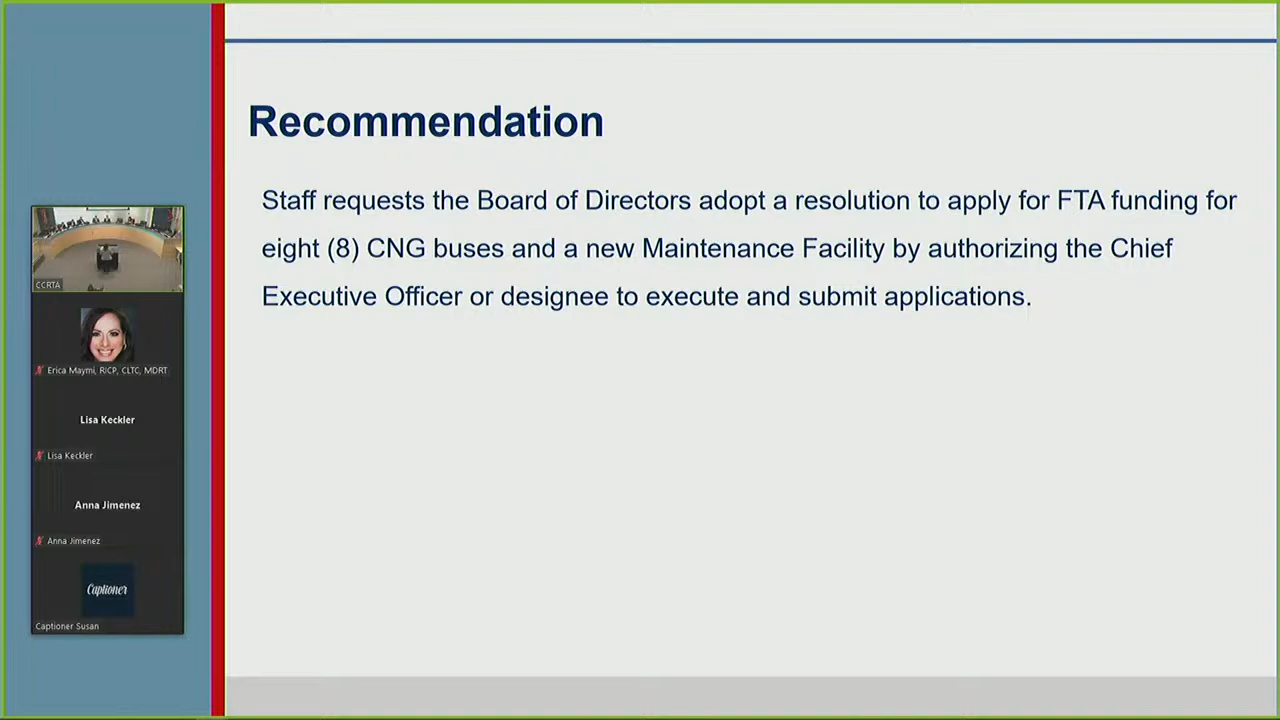 Recommendation
Staff requests the Board of Directors adopt a resolution to apply for FTA funding for
eight (8) CNG buses and a new Maintenance Facility by authorizing the Chief
Executive Officer or designee to execute and submit applications.
CCRTA
Erica Maymi, RICP, CLTC, MDRT
Lisa Keckler
Lisa Keckler
Anna Jimenez
Anna Jimenez
Captioner
Captioner Susan